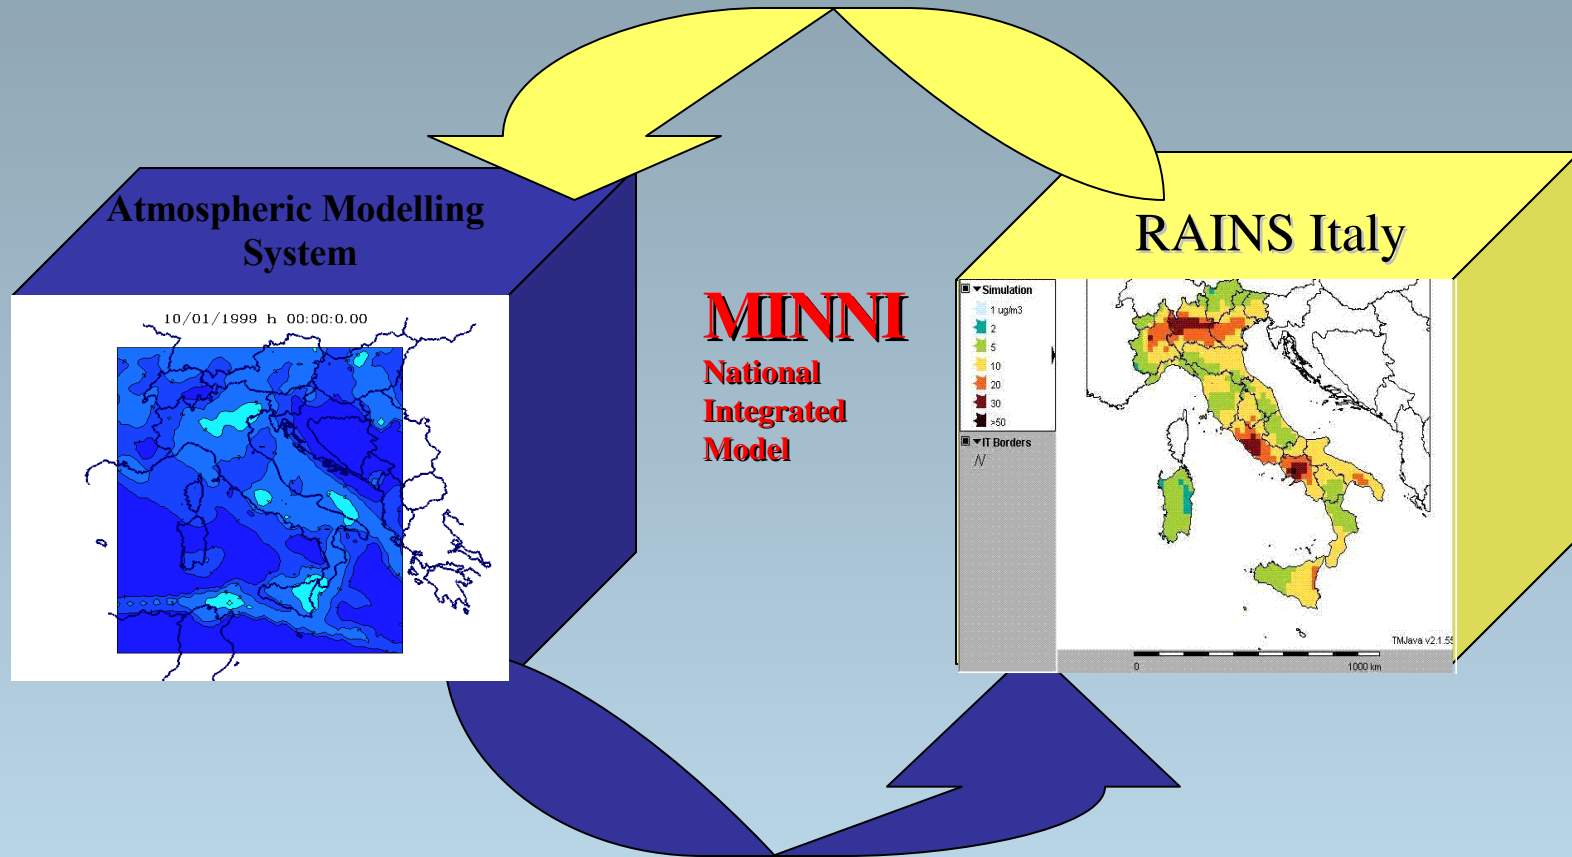 Atmospheric Modelling
System
10/01/1999 h 00:00:0.00
MINNI
National
Integrated
Model
RAINS Italy
Simulation
1 ug/m3
2
5
10
20
30
>50
IT Borders
TMJava v2.1.55
0 1000 km